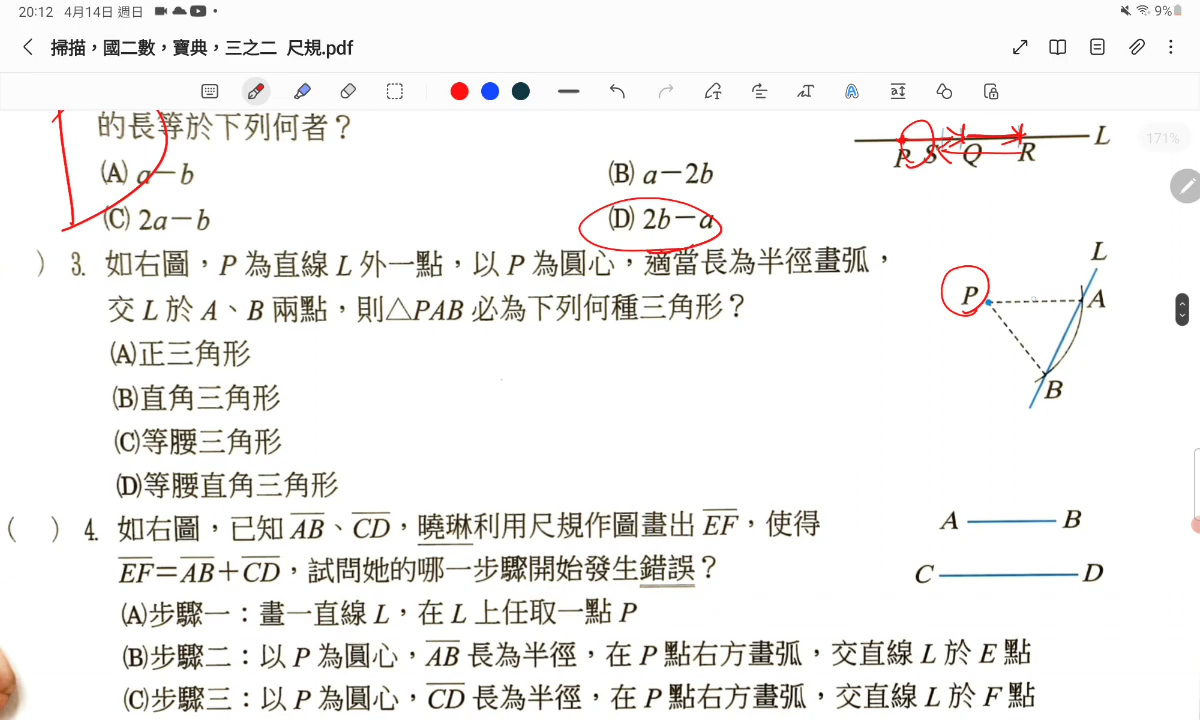 20:12 4月14日 週日
9%
掃描,國二數,寶典,三之二 尺規.pdf
171%
的長等於下列何者?
(A) a-b
(B) a-2b
(C) 2a-b
(D) 2b-a
P S Q R L
) 3. 如右圖,P 為直線 L 外一點,以 P 為圓心,適當長為半徑畫弧,
交 L 於 A、B 兩點,則△PAB 必為下列何種三角形?
(A)正三角形
(B)直角三角形
(C)等腰三角形
(D)等腰直角三角形
L
P
A
B
( ) 4. 如右圖,已知 A̅B̅、C̅D̅,曉琳利用尺規作圖畫出 E̅F̅,使得
E̅F̅=A̅B̅+C̅D̅,試問她的哪一步驟開始發生錯誤?
(A)步驟一:畫一直線 L,在 L 上任取一點 P
(B)步驟二:以 P 為圓心,A̅B̅ 長為半徑,在 P 點右方畫弧,交直線 L 於 E 點
(C)步驟三:以 P 為圓心,C̅D̅ 長為半徑,在 P 點右方畫弧,交直線 L 於 F 點
A B
C D